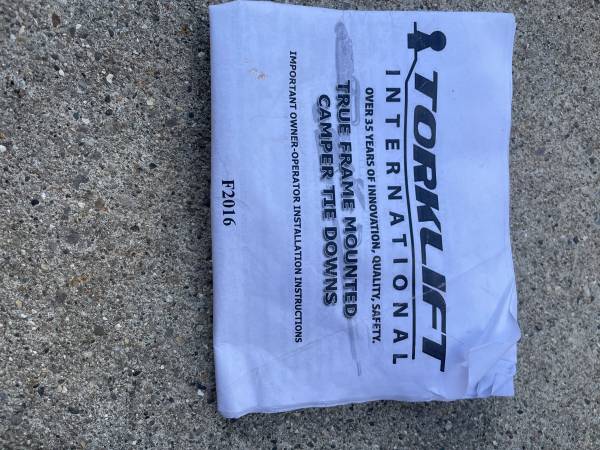 TORKLIFT
INTERNATIONAL
OVER 35 YEARS OF INNOVATION, QUALITY, SAFETY.
TRUE FRAME MOUNTED
CAMPER TIE DOWNS
IMPORTANT OWNER-OPERATOR INSTALLATION INSTRUCTIONS
F2016